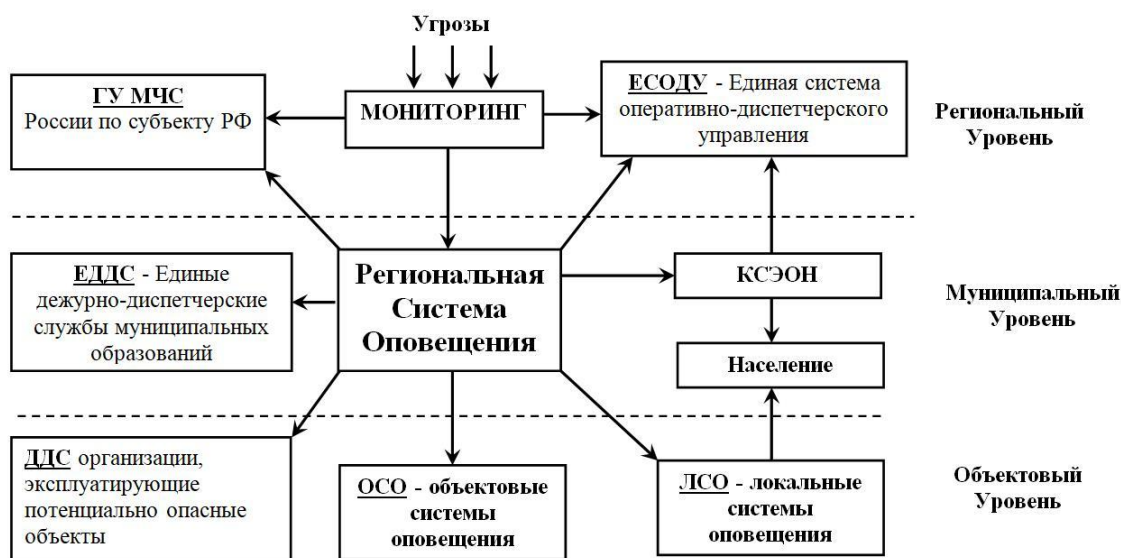 Угрозы
ГУ МЧС
России по субъекту РФ
МОНИТОРИНГ
ЕСОДУ - Единая система
оперативно-диспетчерского
управления
Региональный
Уровень
ЕДДС - Единые
дежурно-диспетчерские
службы муниципальных
образований
Региональная
Система
Оповещения
КСЭОН
Население
Муниципальный
Уровень
ДДС организации,
эксплуатирующие
потенциально опасные
объекты
ОСО - объектовые
системы
оповещения
ЛСО - локальные
системы
оповещения
Объектовый
Уровень